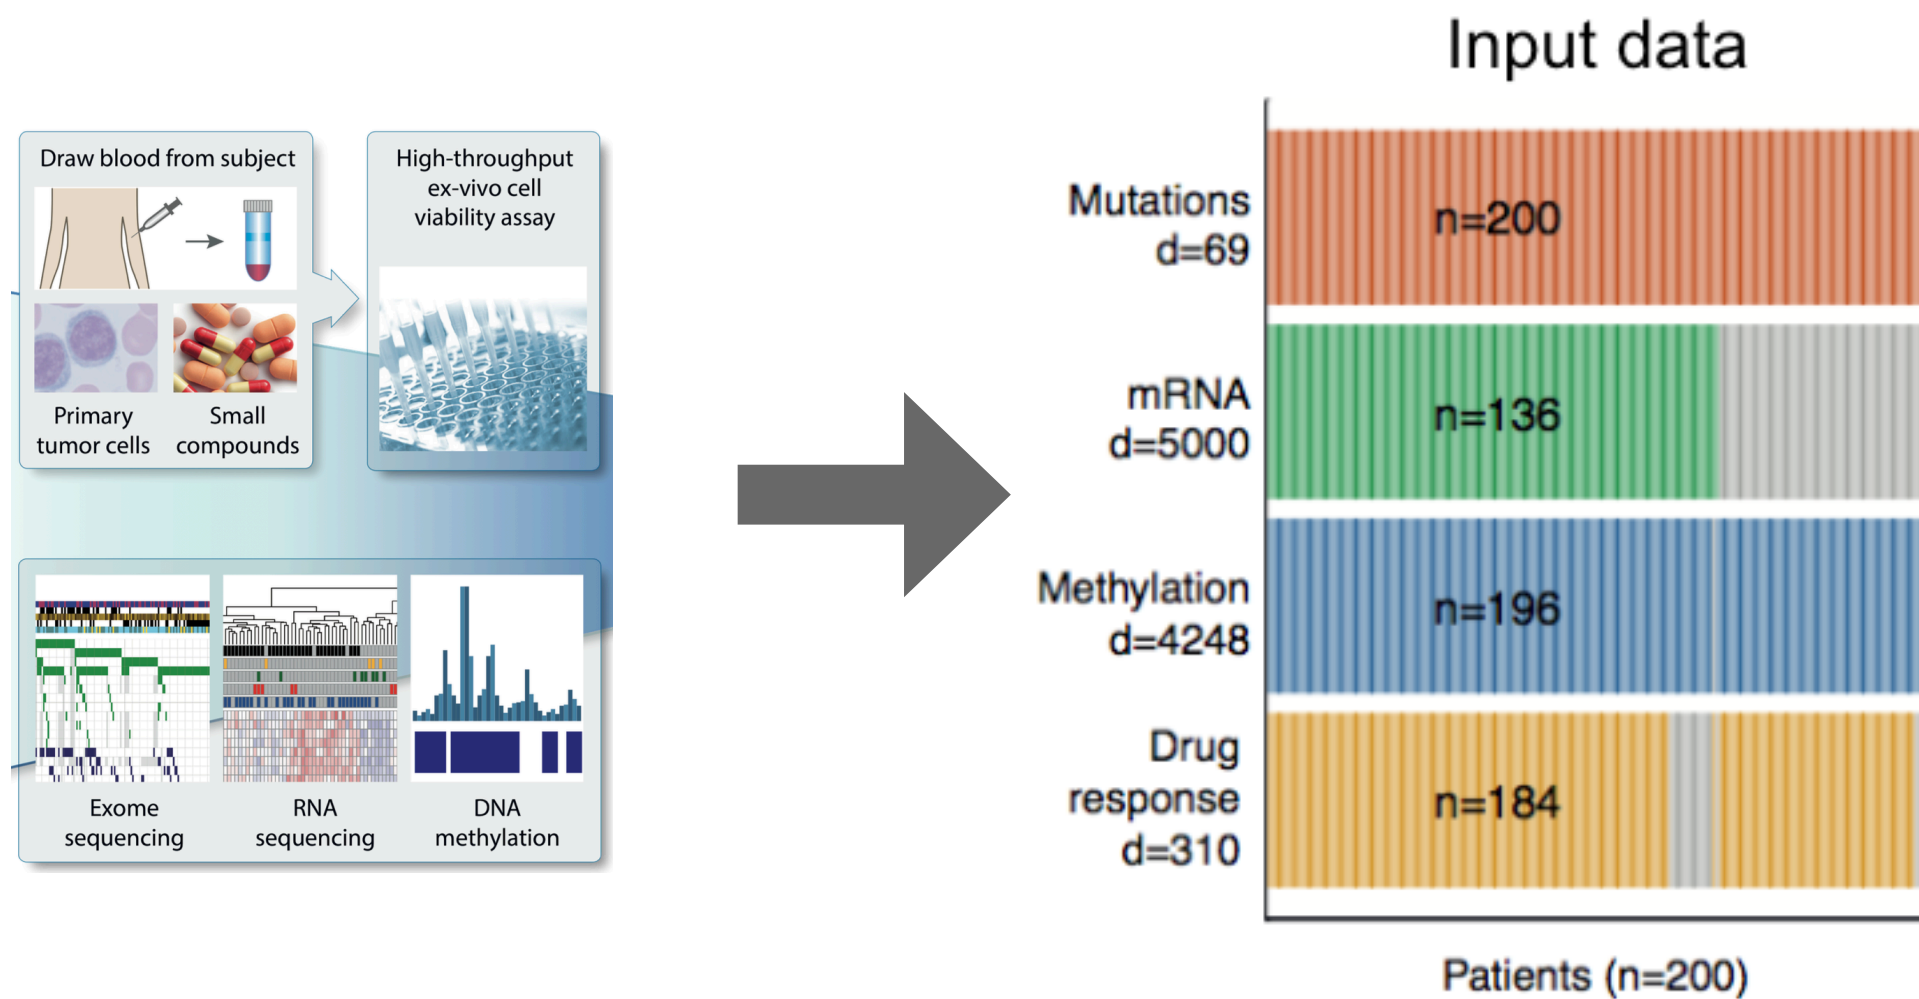 Draw blood from subject
Primary
tumor cells
Small
compounds
High-throughput
ex-vivo cell
viability assay
Exome
sequencing
RNA
sequencing
DNA
methylation
Input data
Mutations
d=69
n=200
mRNA
d=5000
n=136
Methylation
d=4248
n=196
Drug
response
d=310
n=184
Patients (n=200)